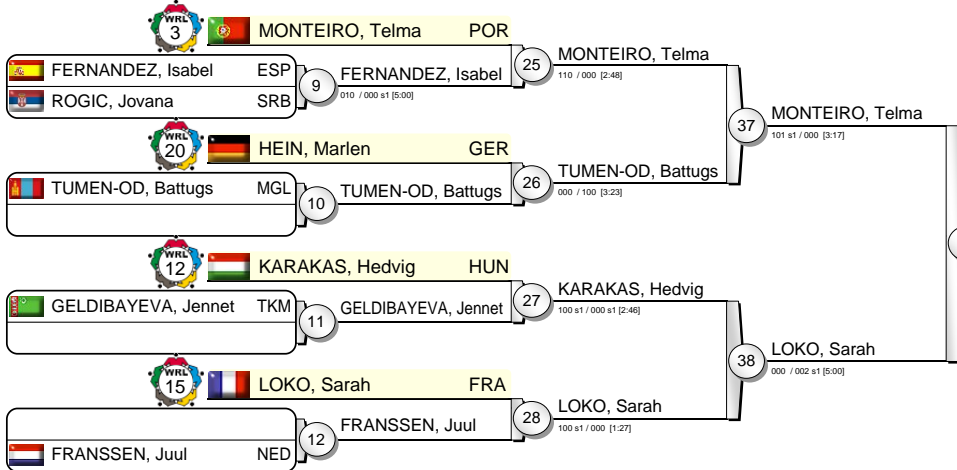 WRL
3
MONTEIRO, Telma POR
FERNANDEZ, Isabel ESP
ROGIC, Jovana SRB
9
FERNANDEZ, Isabel
010 / 000 s1 [5:00]
25
MONTEIRO, Telma
110 / 000 [2:48]
WRL
20
HEIN, Marlen GER
TUMEN-OD, Battugs MGL
10
TUMEN-OD, Battugs
26
TUMEN-OD, Battugs
000 / 100 [3:23]
37
MONTEIRO, Telma
101 s1 / 000 [3:17]
WRL
12
KARAKAS, Hedvig HUN
GELDIBAYEVA, Jennet TKM
11
GELDIBAYEVA, Jennet
27
KARAKAS, Hedvig
100 s1 / 000 s1 [2:46]
WRL
15
LOKO, Sarah FRA
FRANSSEN, Juul NED
12
FRANSSEN, Juul
28
LOKO, Sarah
100 s1 / 000 [1:27]
38
LOKO, Sarah
000 / 002 s1 [5:00]